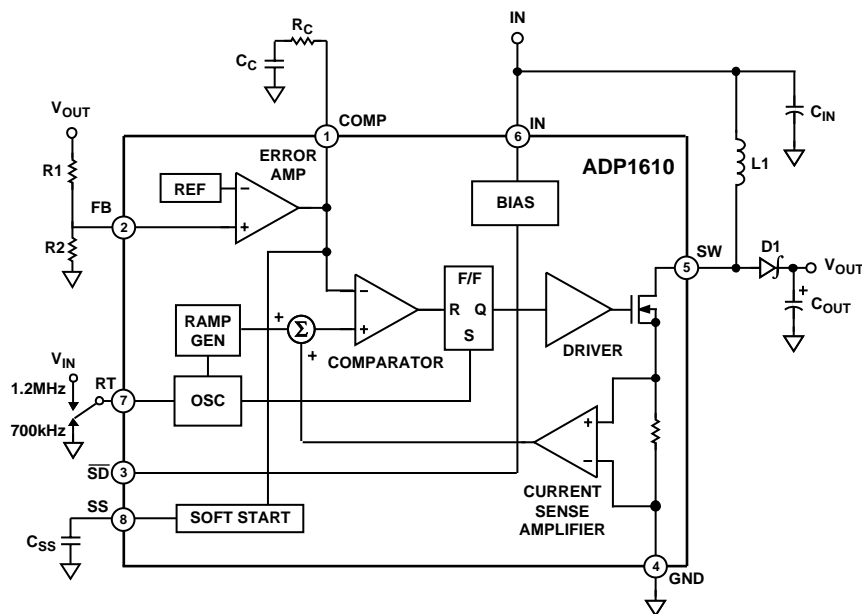 IN
R_C
C_C
V_OUT
COMP
1
6
IN
C_IN
ERROR
AMP
ADP1610
L1
R1
REF
−
+
BIAS
FB
2
R2
SW
5
D1
V_OUT
+
C_OUT
F/F
R
Q
S
−
+
+
Σ
+
RAMP
GEN
COMPARATOR
DRIVER
V_IN
1.2MHz
RT
7
700kHz
OSC
+
−
SD
3
CURRENT
SENSE
AMPLIFIER
SS
8
SOFT START
C_SS
4
GND